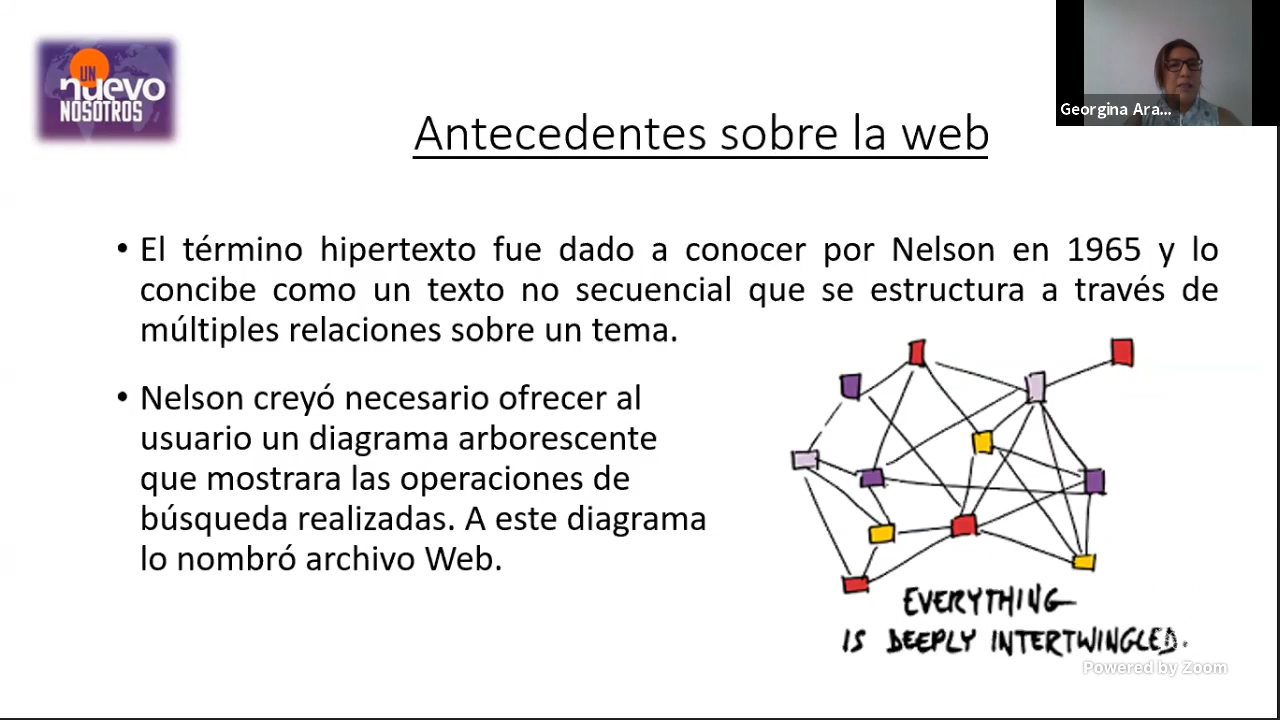 UN
nuevo
NOSOTROS
Georgina Ara...
Antecedentes sobre la web
• El término hipertexto fue dado a conocer por Nelson en 1965 y lo
concibe como un texto no secuencial que se estructura a través de
múltiples relaciones sobre un tema.
• Nelson creyó necesario ofrecer al
usuario un diagrama arborescente
que mostrara las operaciones de
búsqueda realizadas. A este diagrama
lo nombró archivo Web.
EVERYTHING
IS DEEPLY INTERTWINGLED.
Powered by Zoom